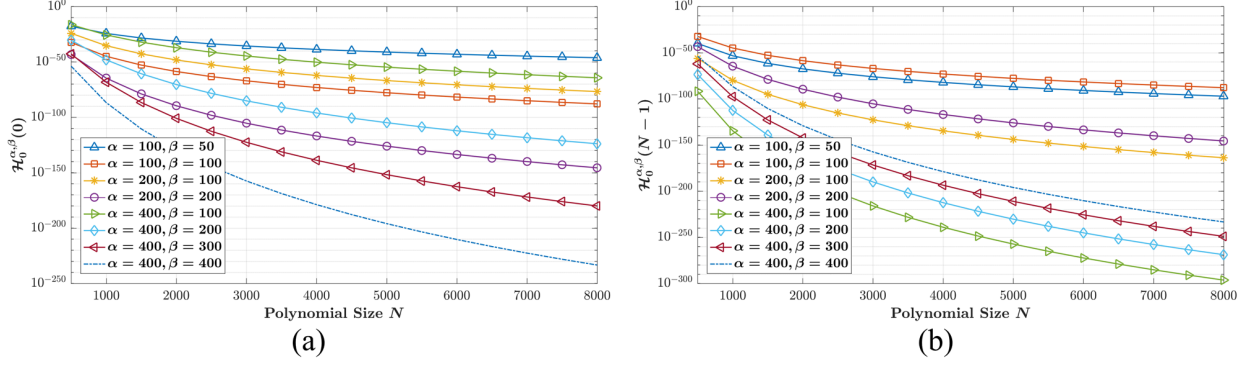 10^0
10^-50
10^-100
10^-150
10^-200
10^-250
ℋ_0^{α,β}(0)
α = 100, β = 50
α = 100, β = 100
α = 200, β = 100
α = 200, β = 200
α = 400, β = 100
α = 400, β = 200
α = 400, β = 300
α = 400, β = 400
1000 2000 3000 4000 5000 6000 7000 8000
Polynomial Size N
(a)
10^0
10^-50
10^-100
10^-150
10^-200
10^-250
10^-300
ℋ_0^{α,β}(N − 1)
α = 100, β = 50
α = 100, β = 100
α = 200, β = 100
α = 200, β = 200
α = 400, β = 100
α = 400, β = 200
α = 400, β = 300
α = 400, β = 400
1000 2000 3000 4000 5000 6000 7000 8000
Polynomial Size N
(b)